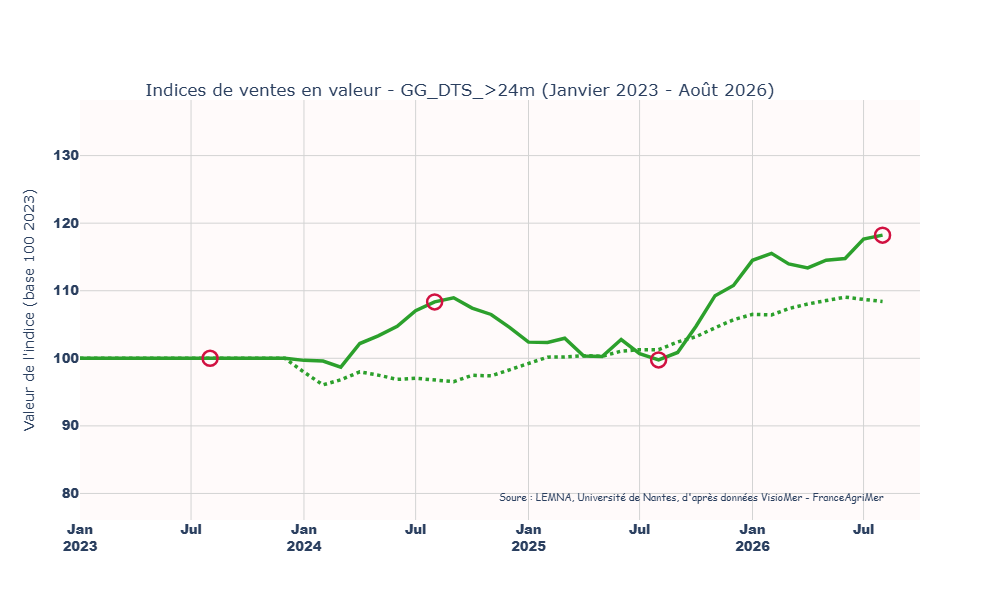 Indices de ventes en valeur - GG_DTS_>24m (Janvier 2023 - Août 2026)
Valeur de l'indice (base 100 2023)
130
120
110
100
90
80
Soure : LEMNA, Université de Nantes, d'après données VisioMer - FranceAgriMer
Jan Jul Jan Jul Jan Jul Jan Jul
2023 2024 2025 2026